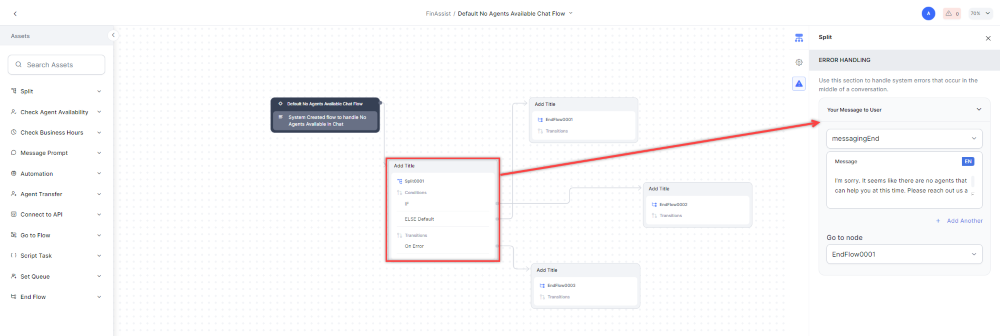 FinAssist / Default No Agents Available Chat Flow
A
0
70%
Assets
Search Assets
Split
Check Agent Availability
Check Business Hours
Message Prompt
Automation
Agent Transfer
Connect to API
Go to Flow
Script Task
Set Queue
End Flow
Default No Agents Available Chat Flow
System Created flow to handle No
Agents Available in Chat
Add Title
Split0001
Conditions
IF
ELSE Default
Transitions
On Error
Add Title
EndFlow0001
Transitions
Add Title
EndFlow0002
Transitions
Add Title
EndFlow0003
Transitions
Split
ERROR HANDLING
Use this section to handle system errors that occur in the
middle of a conversation.
Your Message to User
messagingEnd
Message
EN
I'm sorry. It seems like there are no agents that
can help you at this time. Please reach out us a
+ Add Another
Go to node
EndFlow0001